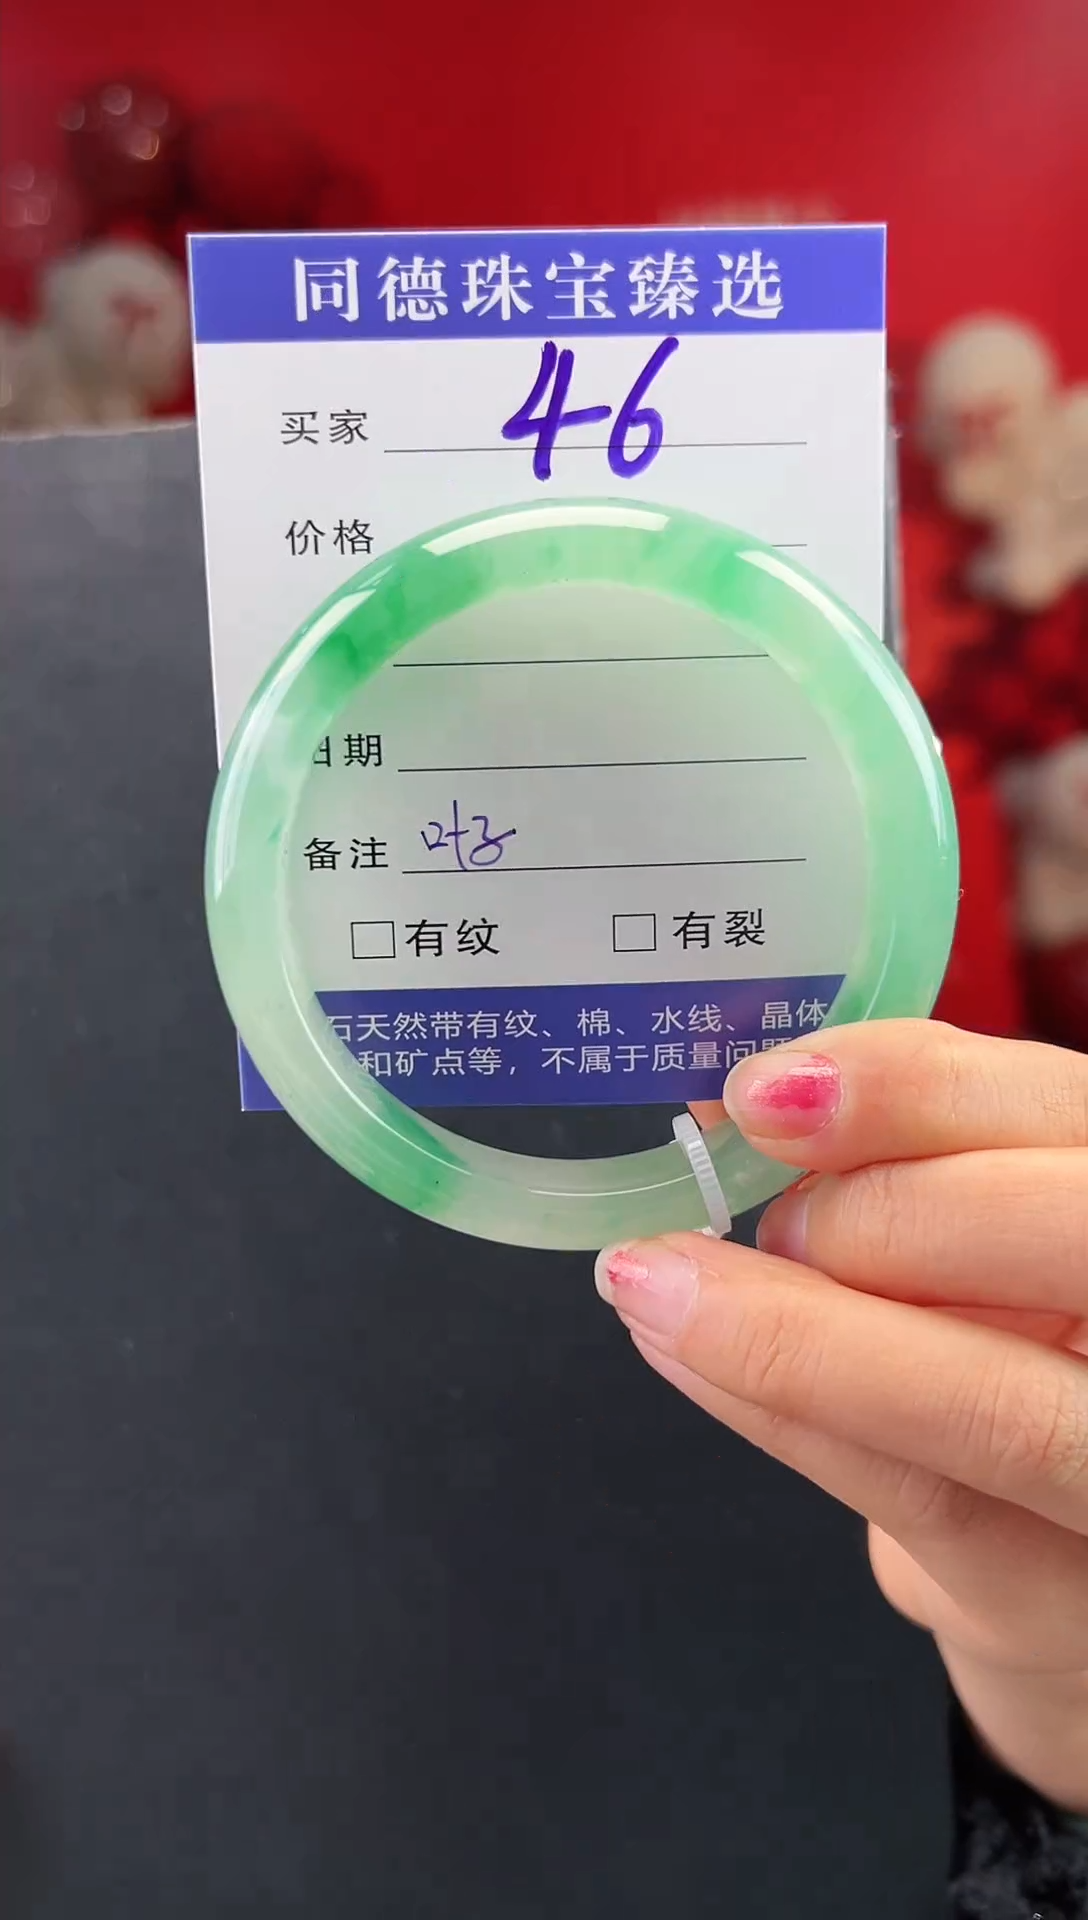 同德珠宝臻选
买家 46
价格
日期
备注 叶子
有纹 有裂
石天然带有纹、棉、水线、晶体
和矿点等，不属于质量问题